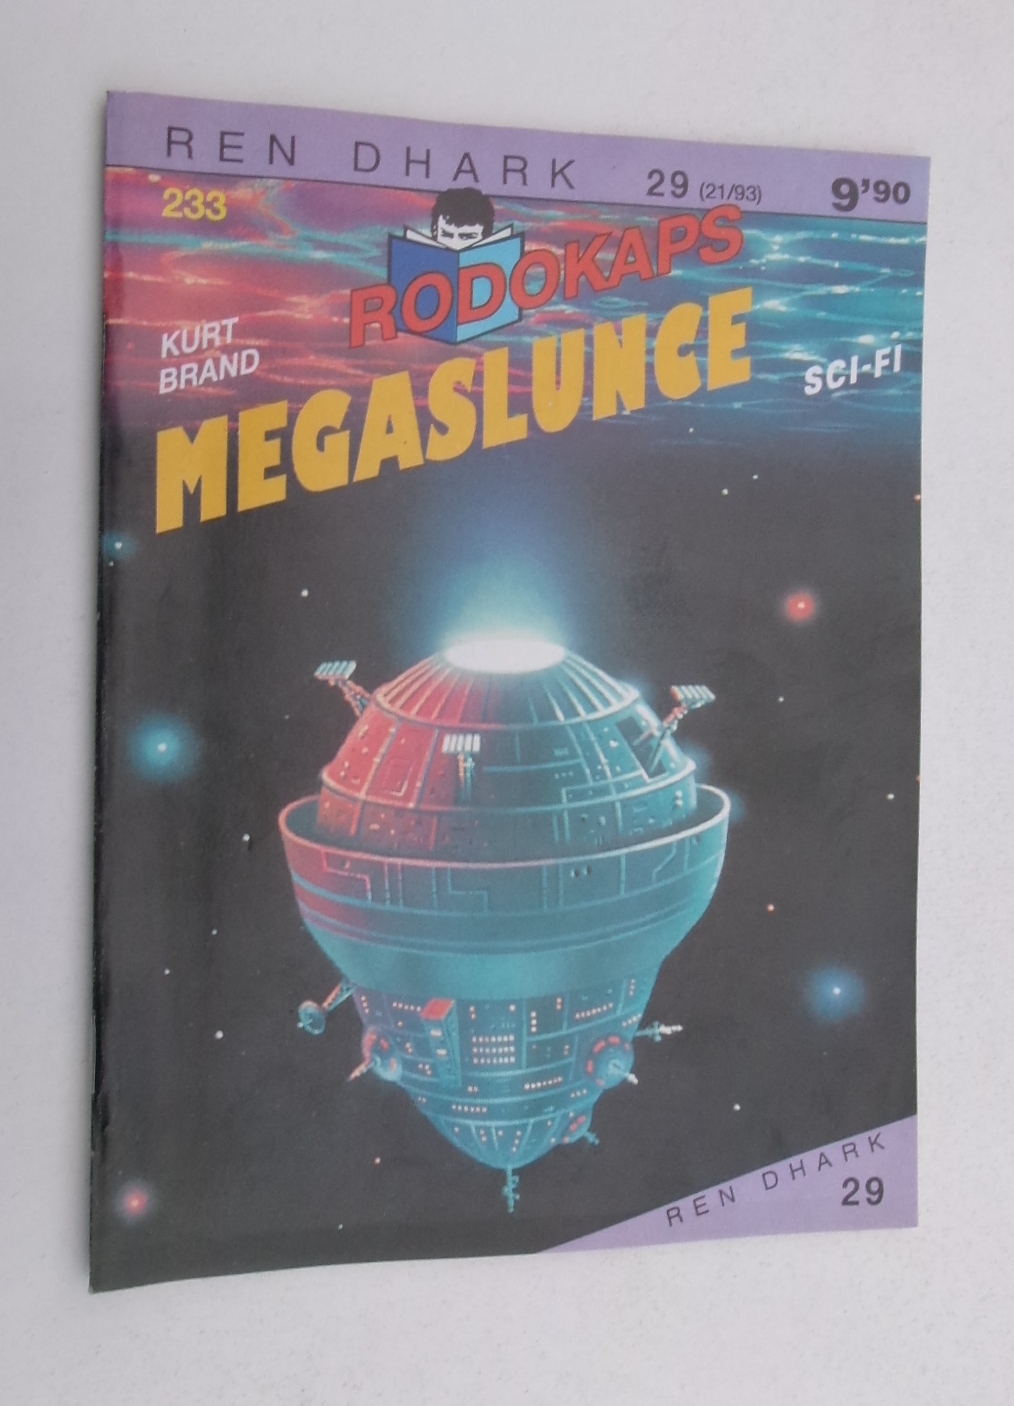 REN DHARK 29 (21/93) 9'90
233
RODOKAPS
KURT
BRAND
MEGASLUNCE
SCI-FI
REN DHARK
29